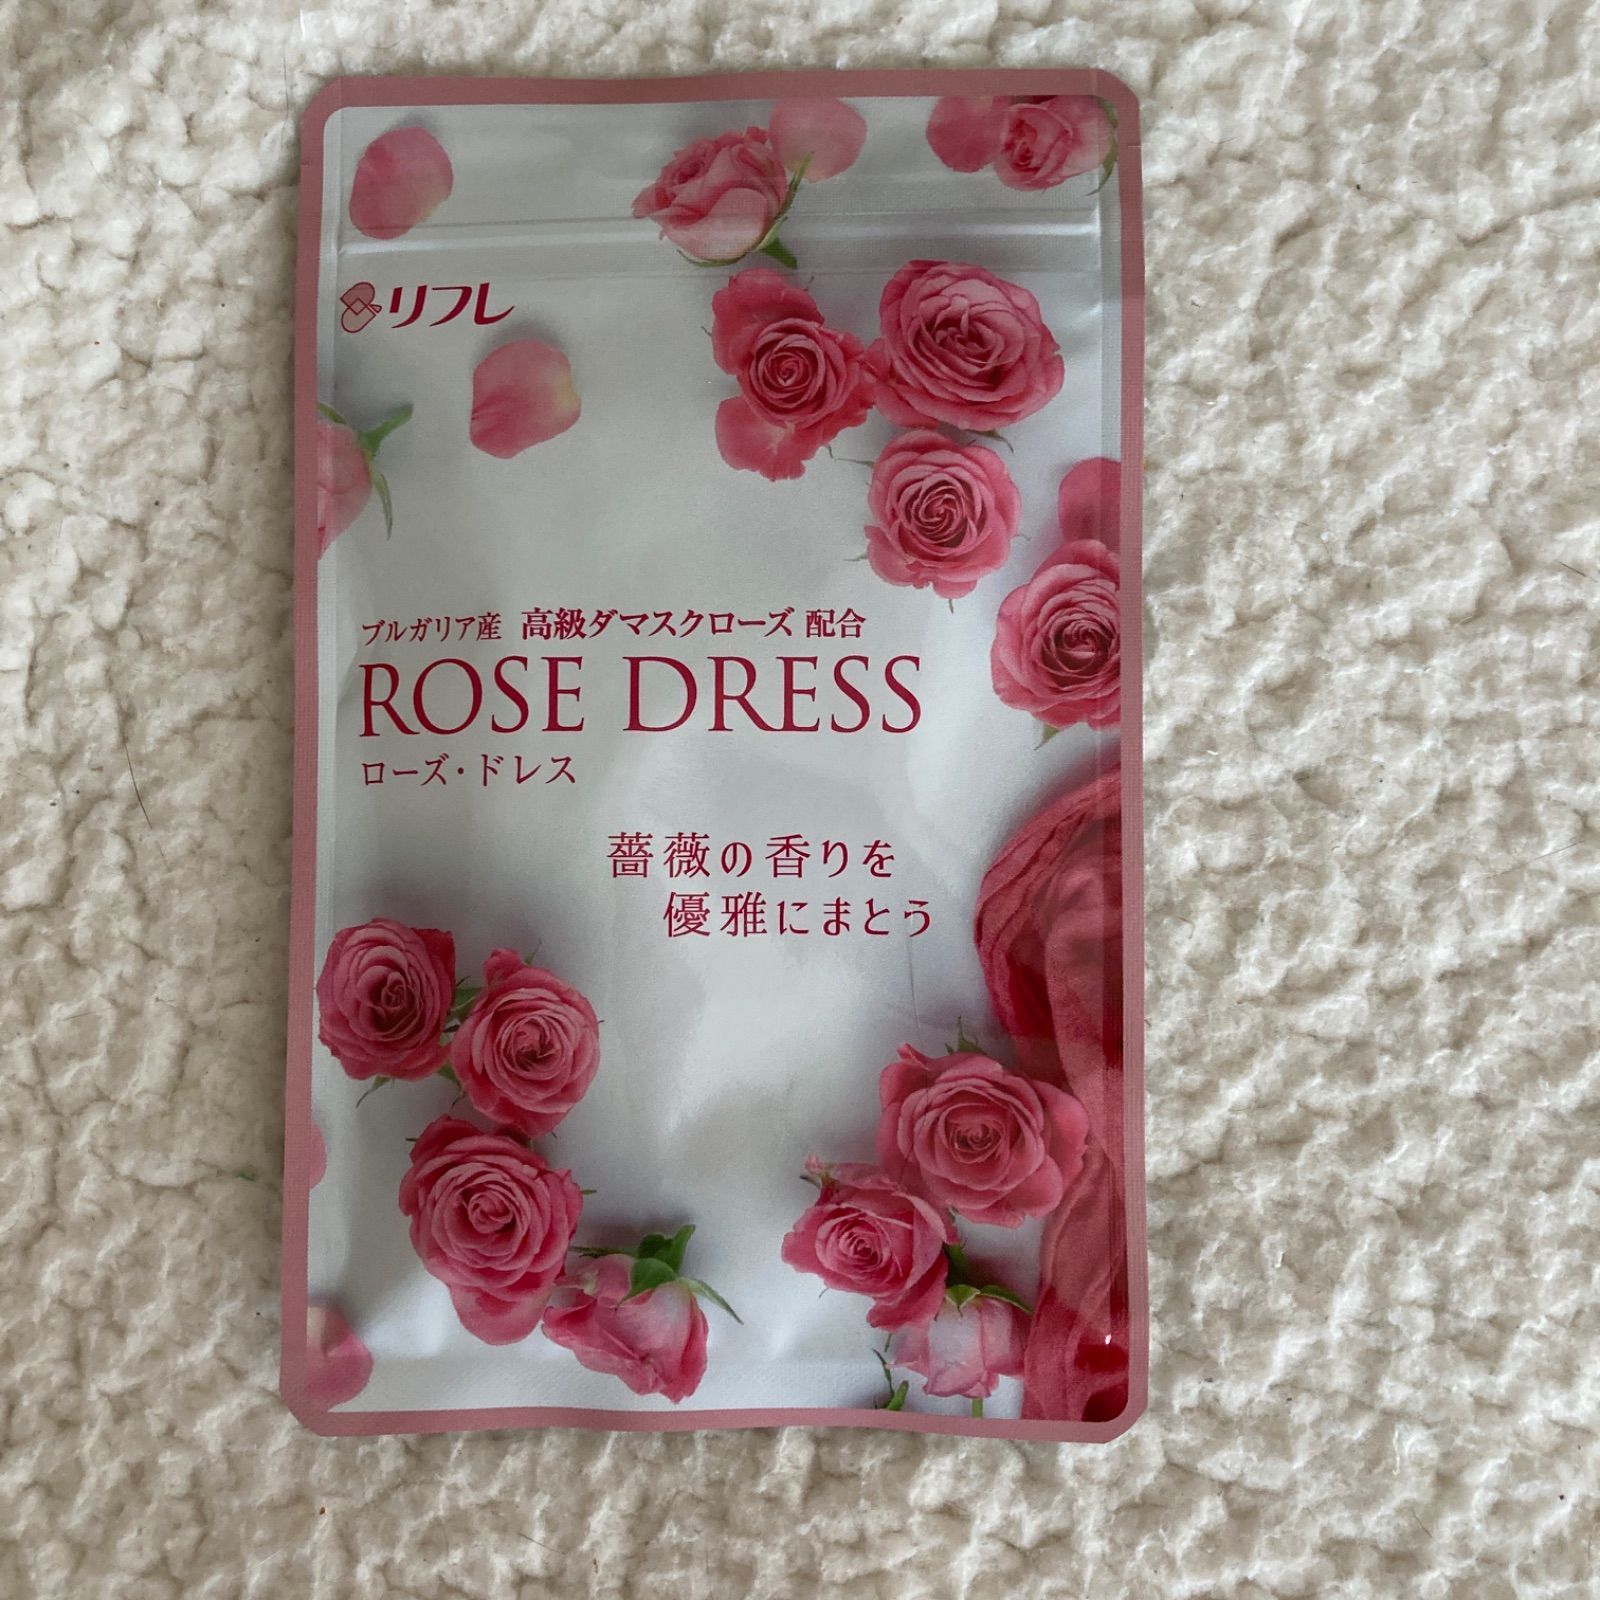 リフレ
ブルガリア産 高級ダマスクローズ 配合
ROSE DRESS
ローズ・ドレス
薔薇の香りを
優雅にまとう